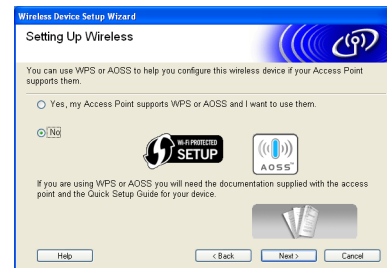 Wireless Device Setup Wizard
Setting Up Wireless
You can use WPS or AOSS to help you configure this wireless device if your Access Point
supports them.
Yes, my Access Point supports WPS or AOSS and I want to use them.
No
WI-FI PROTECTED
SETUP
AOSS
If you are using WPS or AOSS you will need the documentation supplied with the access
point and the Quick Setup Guide for your device.
Help
< Back
Next >
Cancel